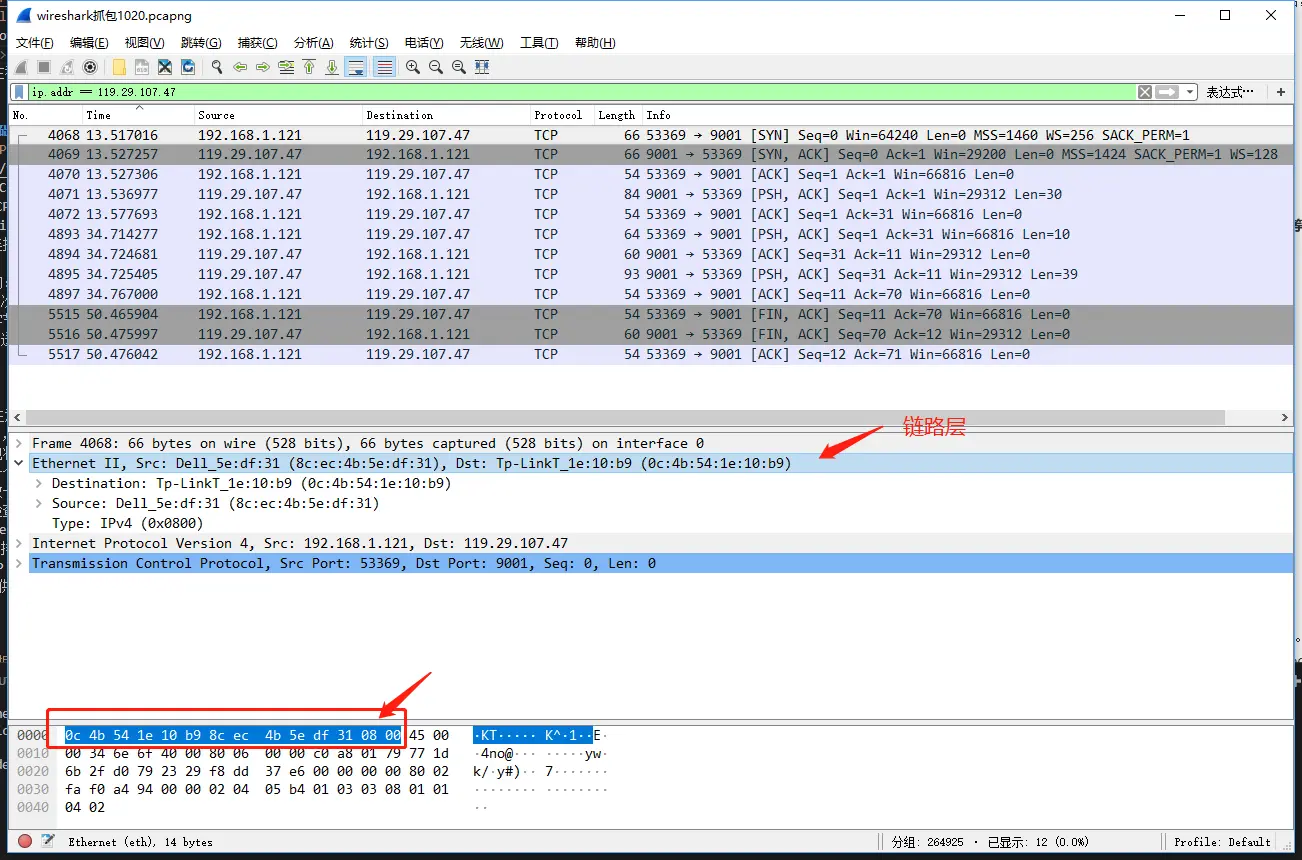 wireshark抓包1020.pcapng
文件(F) 编辑(E) 视图(V) 跳转(G) 捕获(C) 分析(A) 统计(S) 电话(Y) 无线(W) 工具(T) 帮助(H)
ip.addr == 119.29.107.47 表达式… +
No. Time Source Destination Protocol Length Info
4068 13.517016 192.168.1.121 119.29.107.47 TCP 66 53369 → 9001 [SYN] Seq=0 Win=64240 Len=0 MSS=1460 WS=256 SACK_PERM=1
4069 13.527257 119.29.107.47 192.168.1.121 TCP 66 9001 → 53369 [SYN, ACK] Seq=0 Ack=1 Win=29200 Len=0 MSS=1424 SACK_PERM=1 WS=128
4070 13.527306 192.168.1.121 119.29.107.47 TCP 54 53369 → 9001 [ACK] Seq=1 Ack=1 Win=66816 Len=0
4071 13.536977 119.29.107.47 192.168.1.121 TCP 84 9001 → 53369 [PSH, ACK] Seq=1 Ack=1 Win=29312 Len=30
4072 13.577693 192.168.1.121 119.29.107.47 TCP 54 53369 → 9001 [ACK] Seq=1 Ack=31 Win=66816 Len=0
4893 34.714277 192.168.1.121 119.29.107.47 TCP 64 53369 → 9001 [PSH, ACK] Seq=1 Ack=31 Win=66816 Len=10
4894 34.724681 119.29.107.47 192.168.1.121 TCP 60 9001 → 53369 [ACK] Seq=31 Ack=11 Win=29312 Len=0
4895 34.725405 119.29.107.47 192.168.1.121 TCP 93 9001 → 53369 [PSH, ACK] Seq=31 Ack=11 Win=29312 Len=39
4897 34.767000 192.168.1.121 119.29.107.47 TCP 54 53369 → 9001 [ACK] Seq=11 Ack=70 Win=66816 Len=0
5515 50.465904 192.168.1.121 119.29.107.47 TCP 54 53369 → 9001 [FIN, ACK] Seq=11 Ack=70 Win=66816 Len=0
5516 50.475997 119.29.107.47 192.168.1.121 TCP 60 9001 → 53369 [FIN, ACK] Seq=70 Ack=12 Win=29312 Len=0
5517 50.476042 192.168.1.121 119.29.107.47 TCP 54 53369 → 9001 [ACK] Seq=12 Ack=71 Win=66816 Len=0
链路层
Frame 4068: 66 bytes on wire (528 bits), 66 bytes captured (528 bits) on interface 0
Ethernet II, Src: Dell_5e:df:31 (8c:ec:4b:5e:df:31), Dst: Tp-LinkT_1e:10:b9 (0c:4b:54:1e:10:b9)
Destination: Tp-LinkT_1e:10:b9 (0c:4b:54:1e:10:b9)
Source: Dell_5e:df:31 (8c:ec:4b:5e:df:31)
Type: IPv4 (0x0800)
Internet Protocol Version 4, Src: 192.168.1.121, Dst: 119.29.107.47
Transmission Control Protocol, Src Port: 53369, Dst Port: 9001, Seq: 0, Len: 0
0000 0c 4b 54 1e 10 b9 8c ec 4b 5e df 31 08 00 45 00 ·KT····· K^·1··E·
0010 00 34 6e 6f 40 00 80 06 00 00 c0 a8 01 79 77 1d ·4no@··· ·····yw·
0020 6b 2f d0 79 23 29 f8 dd 37 e6 00 00 00 00 80 02 k/·y#)·· 7·······
0030 fa f0 a4 94 00 00 02 04 05 b4 01 03 03 08 01 01 ········ ········
0040 04 02 ··
Ethernet (eth), 14 bytes 分组: 264925 · 已显示: 12 (0.0%) Profile: Default